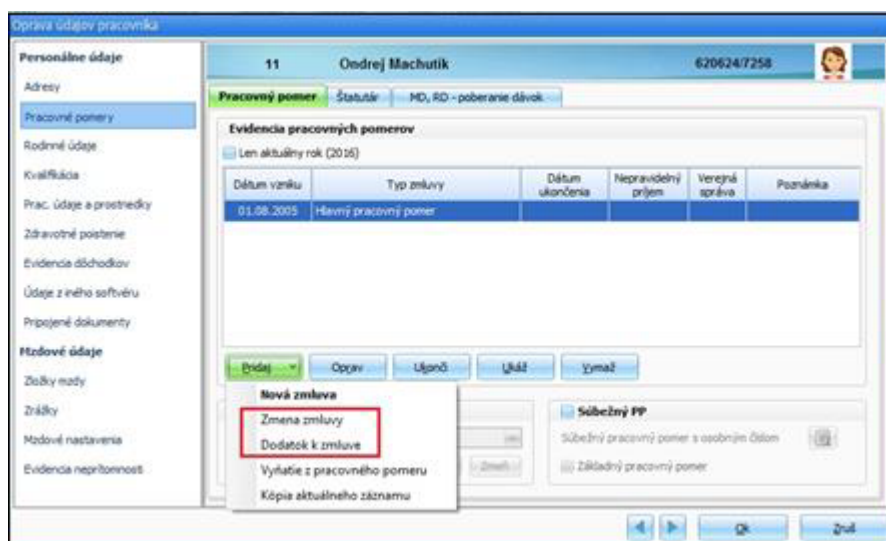 Oprava údajov pracovníka
Personálne údaje
Adresy
Pracovné pomery
Rodinné údaje
Kvalifikácia
Prac. údaje a prostriedky
Zdravotné poistenie
Evidencia dôchodkov
Údaje z iného softvéru
Pripojené dokumenty
Mzdové údaje
Zložky mzdy
Zrážky
Mzdové nastavenia
Evidencia neprítomnosti
11 Ondrej Machutik 620624/7258
Pracovný pomer Štatutár MD, RD - poberanie dávok
Evidencia pracovných pomerov
Len aktuálny rok (2016)
Dátum vzniku Typ zmluvy Dátum ukončenia Nepravidelný príjem Verejná správa Poznámka
01.08.2005 Hlavný pracovný pomer
Pridaj Oprav Ukonči Ukáž Vymaž
Nová zmluva
Zmena zmluvy
Dodatok k zmluve
Vyňatie z pracovného pomeru
Kópia aktuálneho záznamu
Zmeň
Súbežný PP
Súbežný pracovný pomer s osobným číslom
Základný pracovný pomer
Ok Zruš